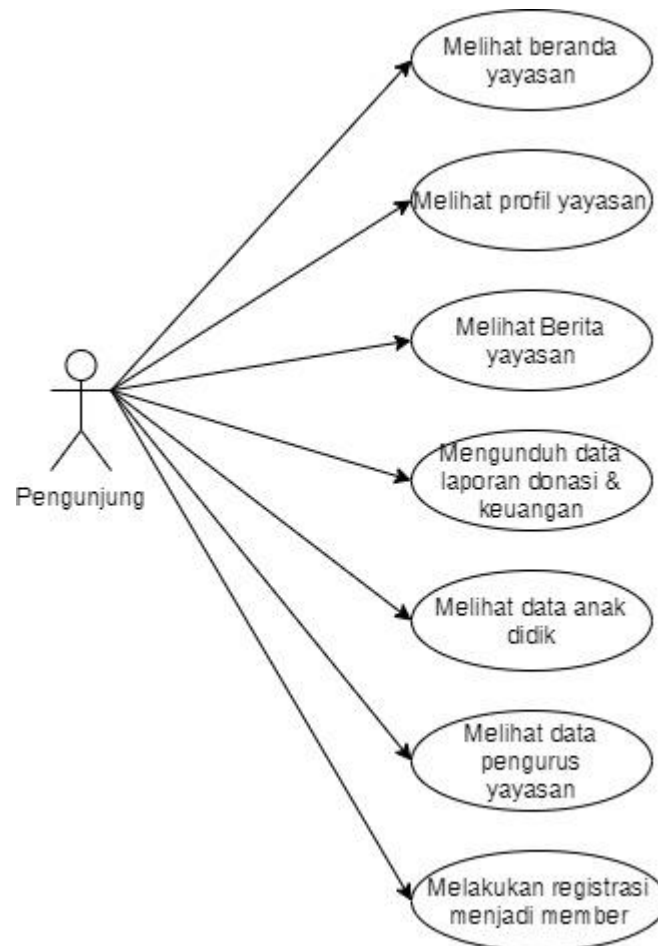 Melihat beranda
yayasan
Melihat profil yayasan
Melihat Berita
yayasan
Pengunjung
Mengunduh data
laporan donasi &
keuangan
Melihat data anak
didik
Melihat data
pengurus
yayasan
Melakukan registrasi
menjadi member